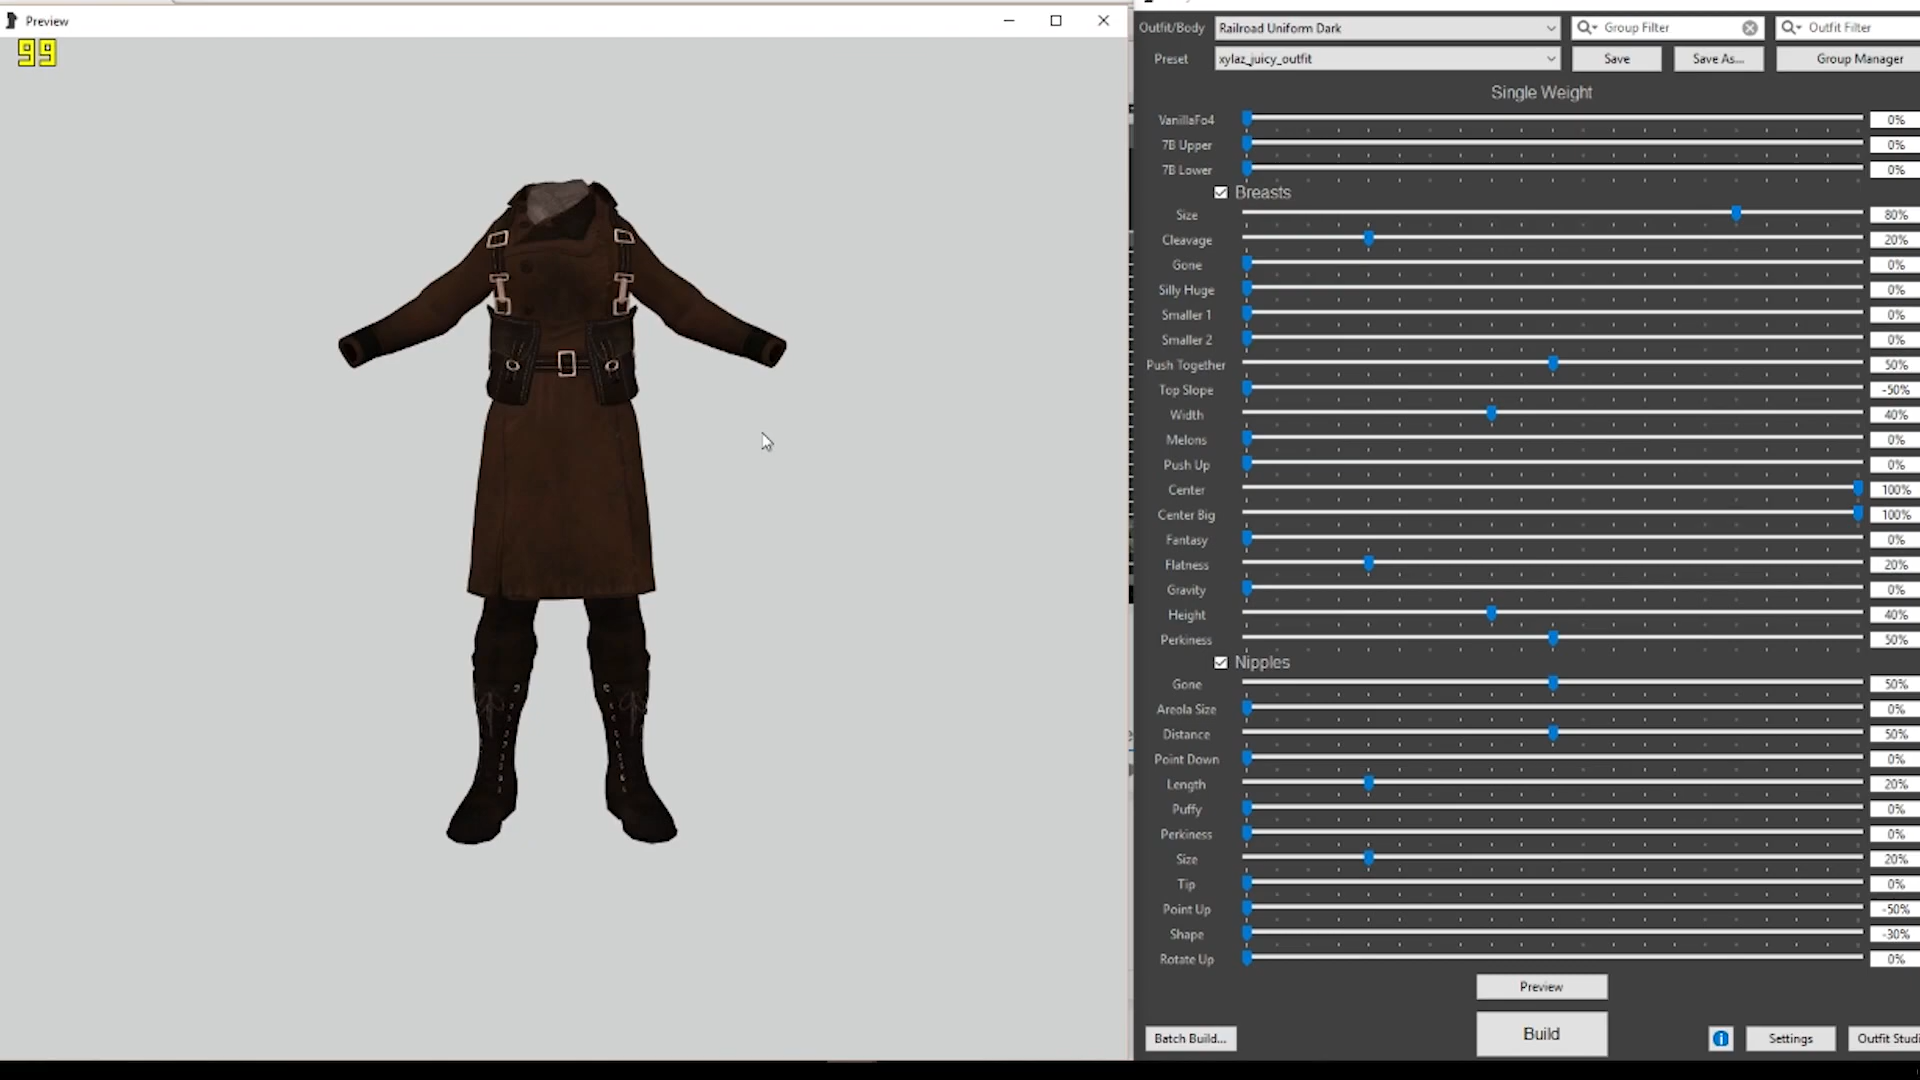 Preview
99
Outfit/Body Railroad Uniform Dark Group Filter Outfit Filter
Preset xylaz_juicy_outfit Save Save As... Group Manager
Single Weight
VanillaFo4 0%
7B Upper 0%
7B Lower 0%
Breasts
Size 80%
Cleavage 20%
Gone 0%
Silly Huge 0%
Smaller 1 0%
Smaller 2 0%
Push Together 50%
Top Slope -50%
Width 40%
Melons 0%
Push Up 0%
Center 100%
Center Big 100%
Fantasy 0%
Flatness 20%
Gravity 0%
Height 40%
Perkiness 50%
Nipples
Gone 50%
Areola Size 0%
Distance 50%
Point Down 0%
Length 20%
Puffy 0%
Perkiness 0%
Size 20%
Tip 0%
Point Up -50%
Shape -30%
Rotate Up 0%
Preview
Batch Build... Build Settings Outfit Studi